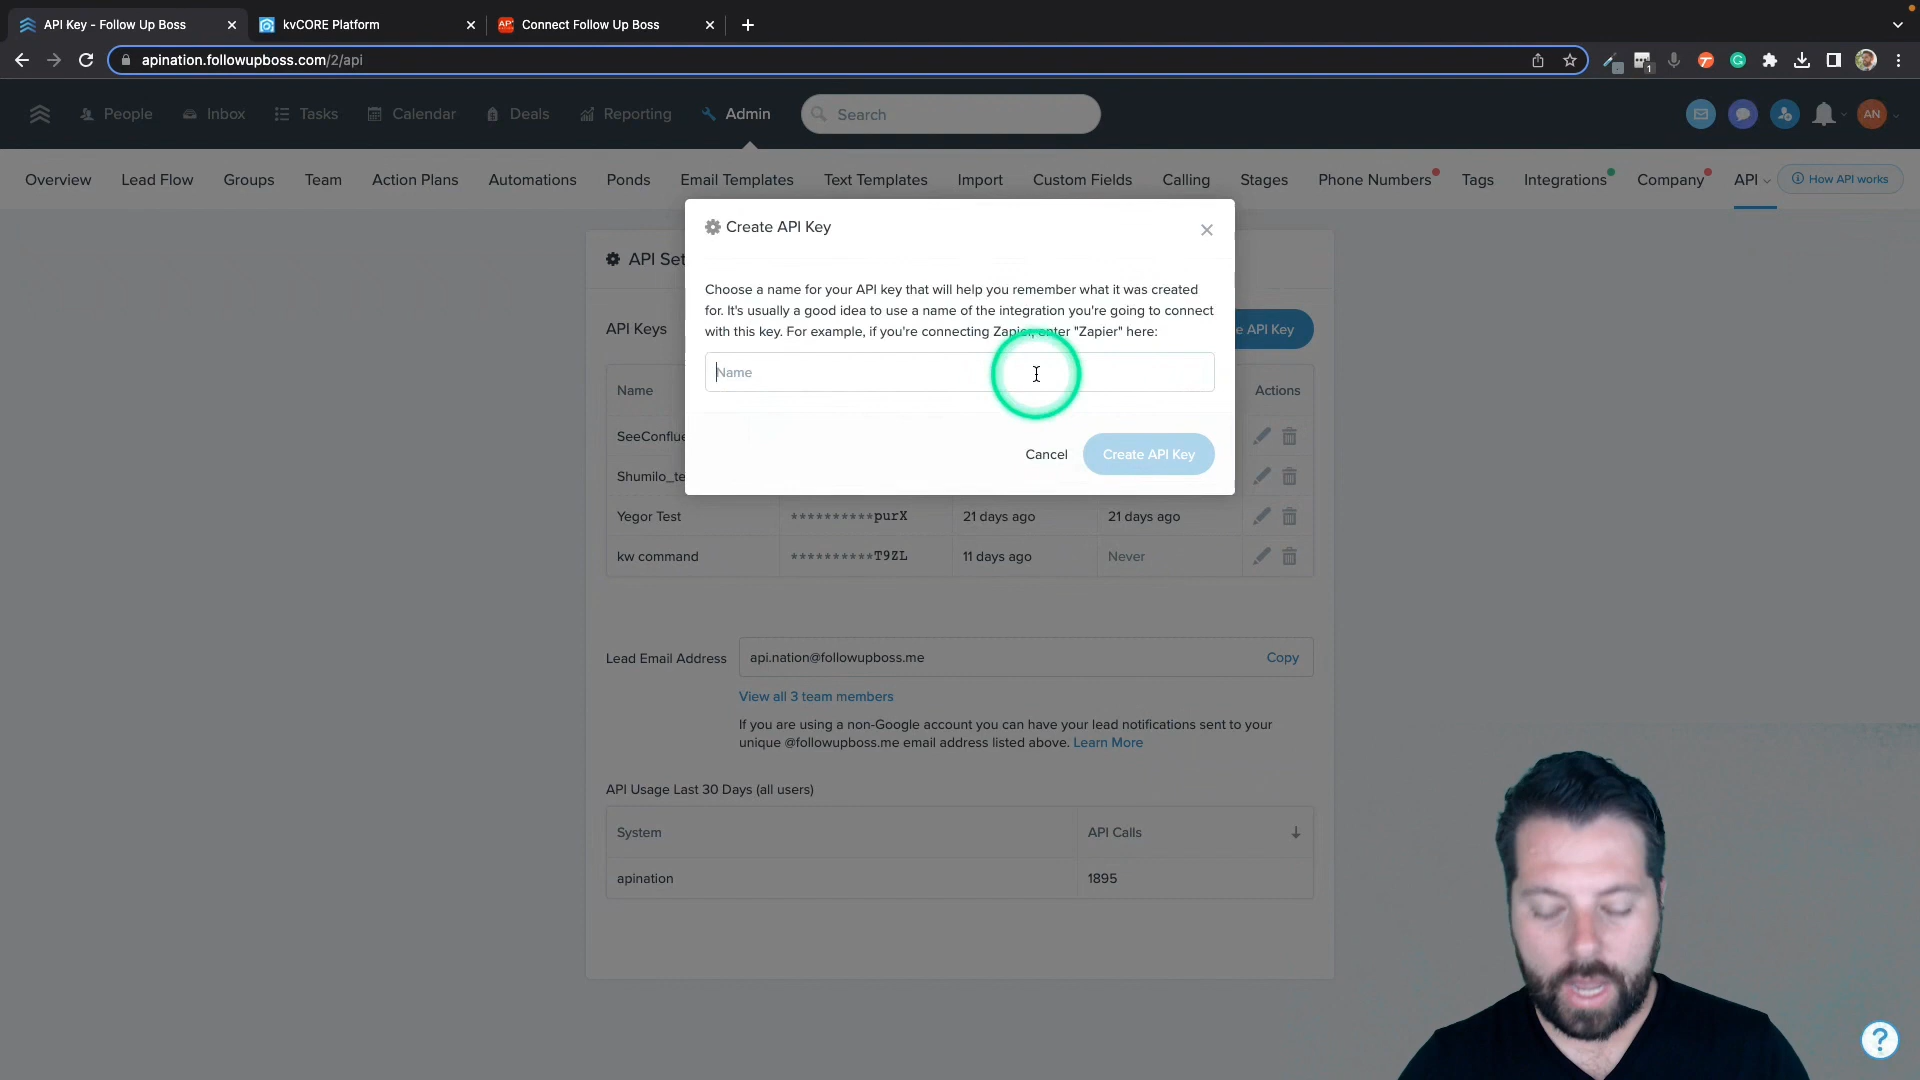 API Key - Follow Up Boss
kvCORE Platform
API
Connect Follow Up Boss
apination.followupboss.com/2/api
1
People
Inbox
Tasks
Calendar
Deals
Reporting
Admin
Search
AN
Overview
Lead Flow
Groups
Team
Action Plans
Automations
Ponds
Email Templates
Text Templates
Import
Custom Fields
Calling
Stages
Phone Numbers
Tags
Integrations
Company
API
How API works
Create API Key
API Set
Choose a name for your API key that will help you remember what it was created
for. It's usually a good idea to use a name of the integration you're going to connect
with this key. For example, if you're connecting Zapier, enter "Zapier" here:
API Keys
e API Key
Name
Name
Actions
SeeConflue
Cancel
Create API Key
Shumilo_te
Yegor Test
**********purX
21 days ago
21 days ago
kw command
**********T9ZL
11 days ago
Never
Lead Email Address
api.nation@followupboss.me
Copy
View all 3 team members
If you are using a non-Google account you can have your lead notifications sent to your
unique @followupboss.me email address listed above. Learn More
API Usage Last 30 Days (all users)
System
API Calls
apination
1895
?